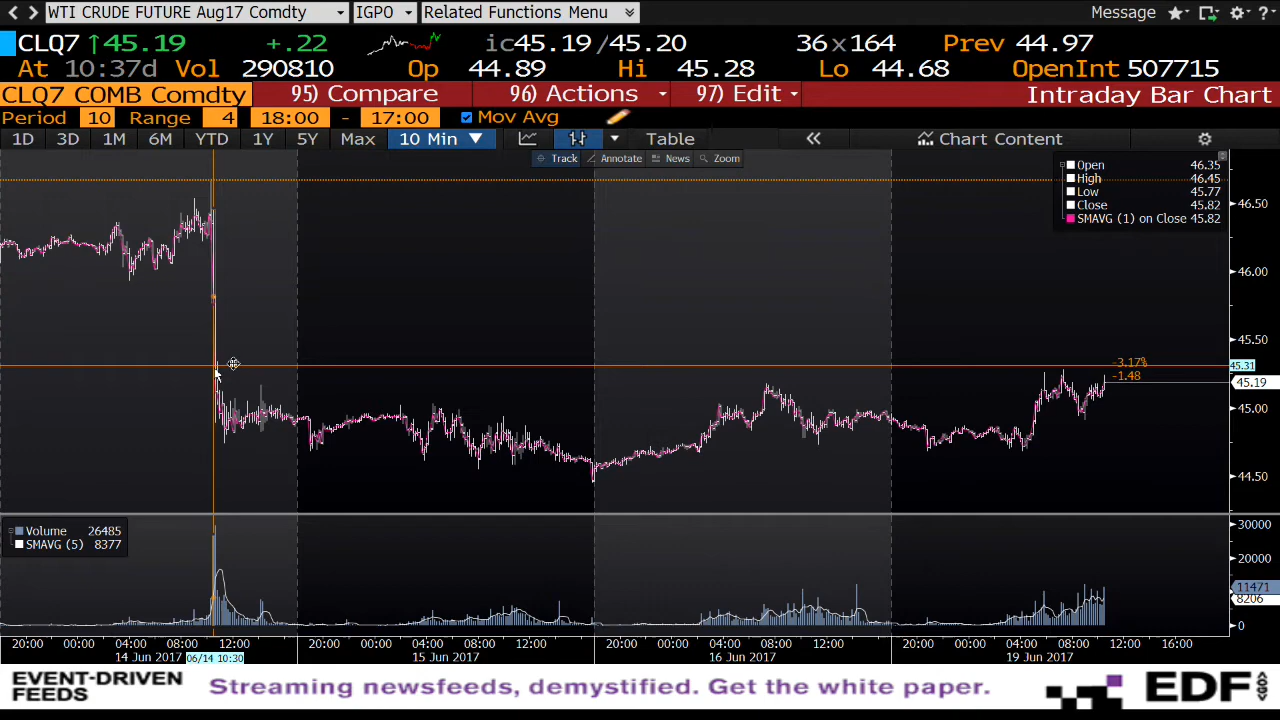 WTI CRUDE FUTURE Aug17 Comdty IGPO Related Functions Menu Message ?
CLQ7 ↑45.19 +.22 ic45.19/45.20 36x164 Prev 44.97
At 10:37d Vol 290810 Op 44.89 Hi 45.28 Lo 44.68 OpenInt 507715
CLQ7 COMB Comdty 95) Compare 96) Actions 97) Edit Intraday Bar Chart
Period 10 Range 4 18:00 - 17:00 Mov Avg
1D 3D 1M 6M YTD 1Y 5Y Max 10 Min ▼ Table « Chart Content
Track Annotate News Zoom
Open 46.35
High 46.45
Low 45.77
Close 45.82
SMAVG (1) on Close 45.82
46.50
46.00
45.50
-3.17%
45.31
-1.48
45.19
45.00
44.50
Volume 26485
SMAVG (5) 8377
30000
20000
11471
8206
0
20:00 00:00 04:00 08:00 12:00 20:00 00:00 04:00 08:00 12:00 20:00 00:00 04:00 08:00 12:00 20:00 00:00 04:00 08:00 12:00 16:00
14 Jun 2017 06/14 10:30 15 Jun 2017 16 Jun 2017 19 Jun 2017
EVENT-DRIVEN
FEEDS
Streaming newsfeeds, demystified. Get the white paper.
EDF